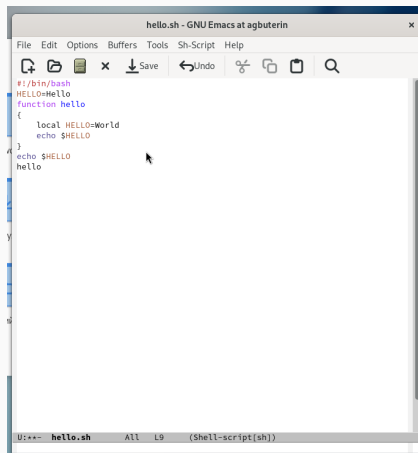 hello.sh - GNU Emacs at agbuterin ×
File Edit Options Buffers Tools Sh-Script Help
Save Undo
#!/bin/bash
HELLO=Hello
function hello
{
    local HELLO=World
    echo $HELLO
}
echo $HELLO
hello
U:**- hello.sh All L9 (Shell-script[sh])